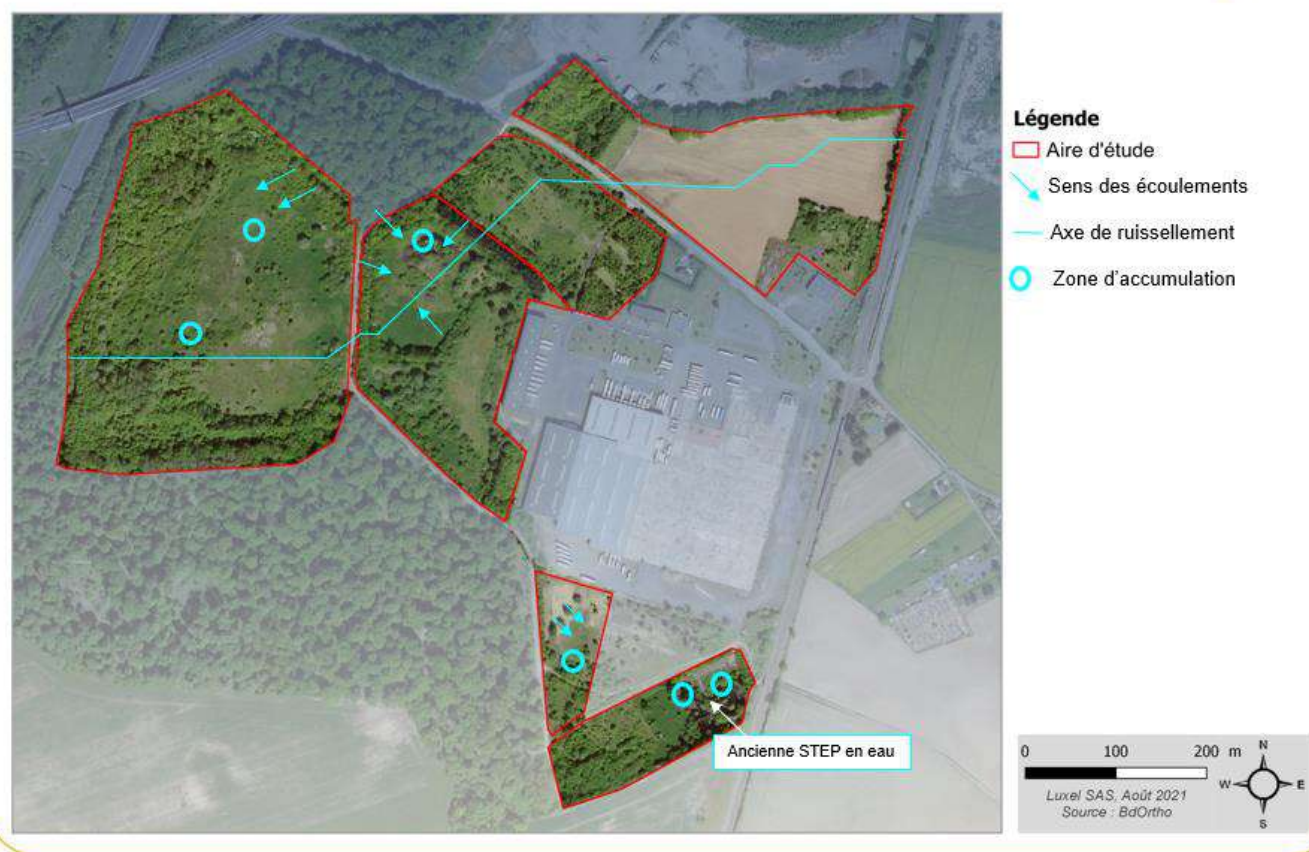 Légende
Aire d'étude
Sens des écoulements
Axe de ruissellement
Zone d'accumulation
Ancienne STEP en eau
0 100 200 m
N
W E
S
Luxel SAS, Août 2021
Source : BdOrtho